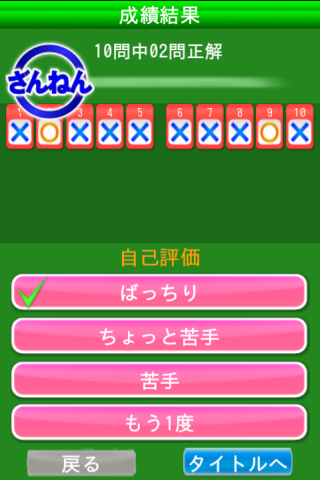 成績結果
10問中02問正解
ざんねん
1 2 3 4 5 6 7 8 9 10
自己評価
ばっちり
ちょっと苦手
苦手
もう1度
戻る タイトルへ